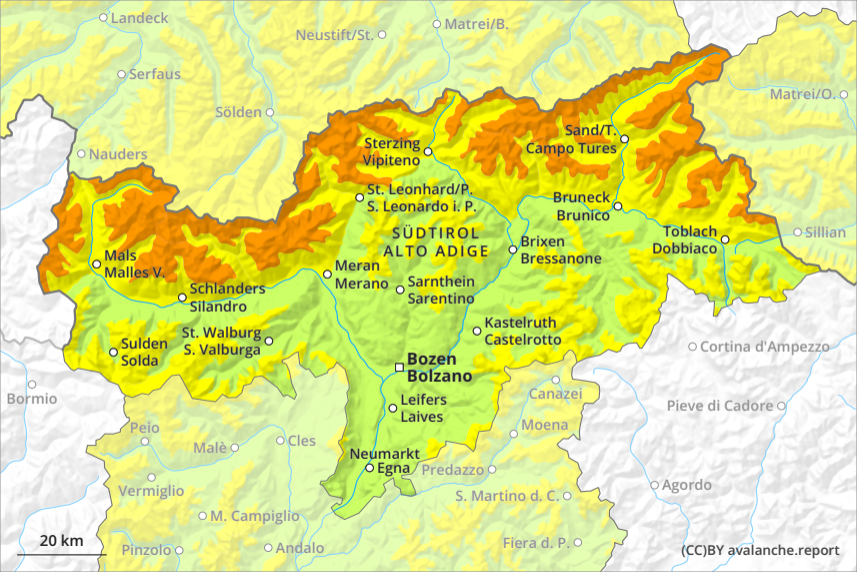 Landeck
Matrei/B.
Neustift/St.
Serfaus
Matrei/O.
Sölden
Nauders
Sterzing
Vipiteno
Sand/T.
Campo Tures
St. Leonhard/P.
S. Leonardo i. P.
Bruneck
Brunico
SÜDTIROL
ALTO ADIGE
Toblach
Dobbiaco
Sillian
Brixen
Bressanone
Mals
Malles V.
Meran
Merano
Schlanders
Silandro
Sarnthein
Sarentino
Kastelruth
Castelrotto
St. Walburg
S. Valburga
Sulden
Solda
Cortina d'Ampezzo
Bozen
Bolzano
Bormio
Canazei
Leifers
Laives
Pieve di Cadore
Peio
Moena
Cles
Malè
Neumarkt
Egna
Predazzo
Vermiglio
Agordo
S. Martino d. C.
M. Campiglio
20 km
Pinzolo
Andalo
Fiera d. P.
(CC)BY avalanche.report